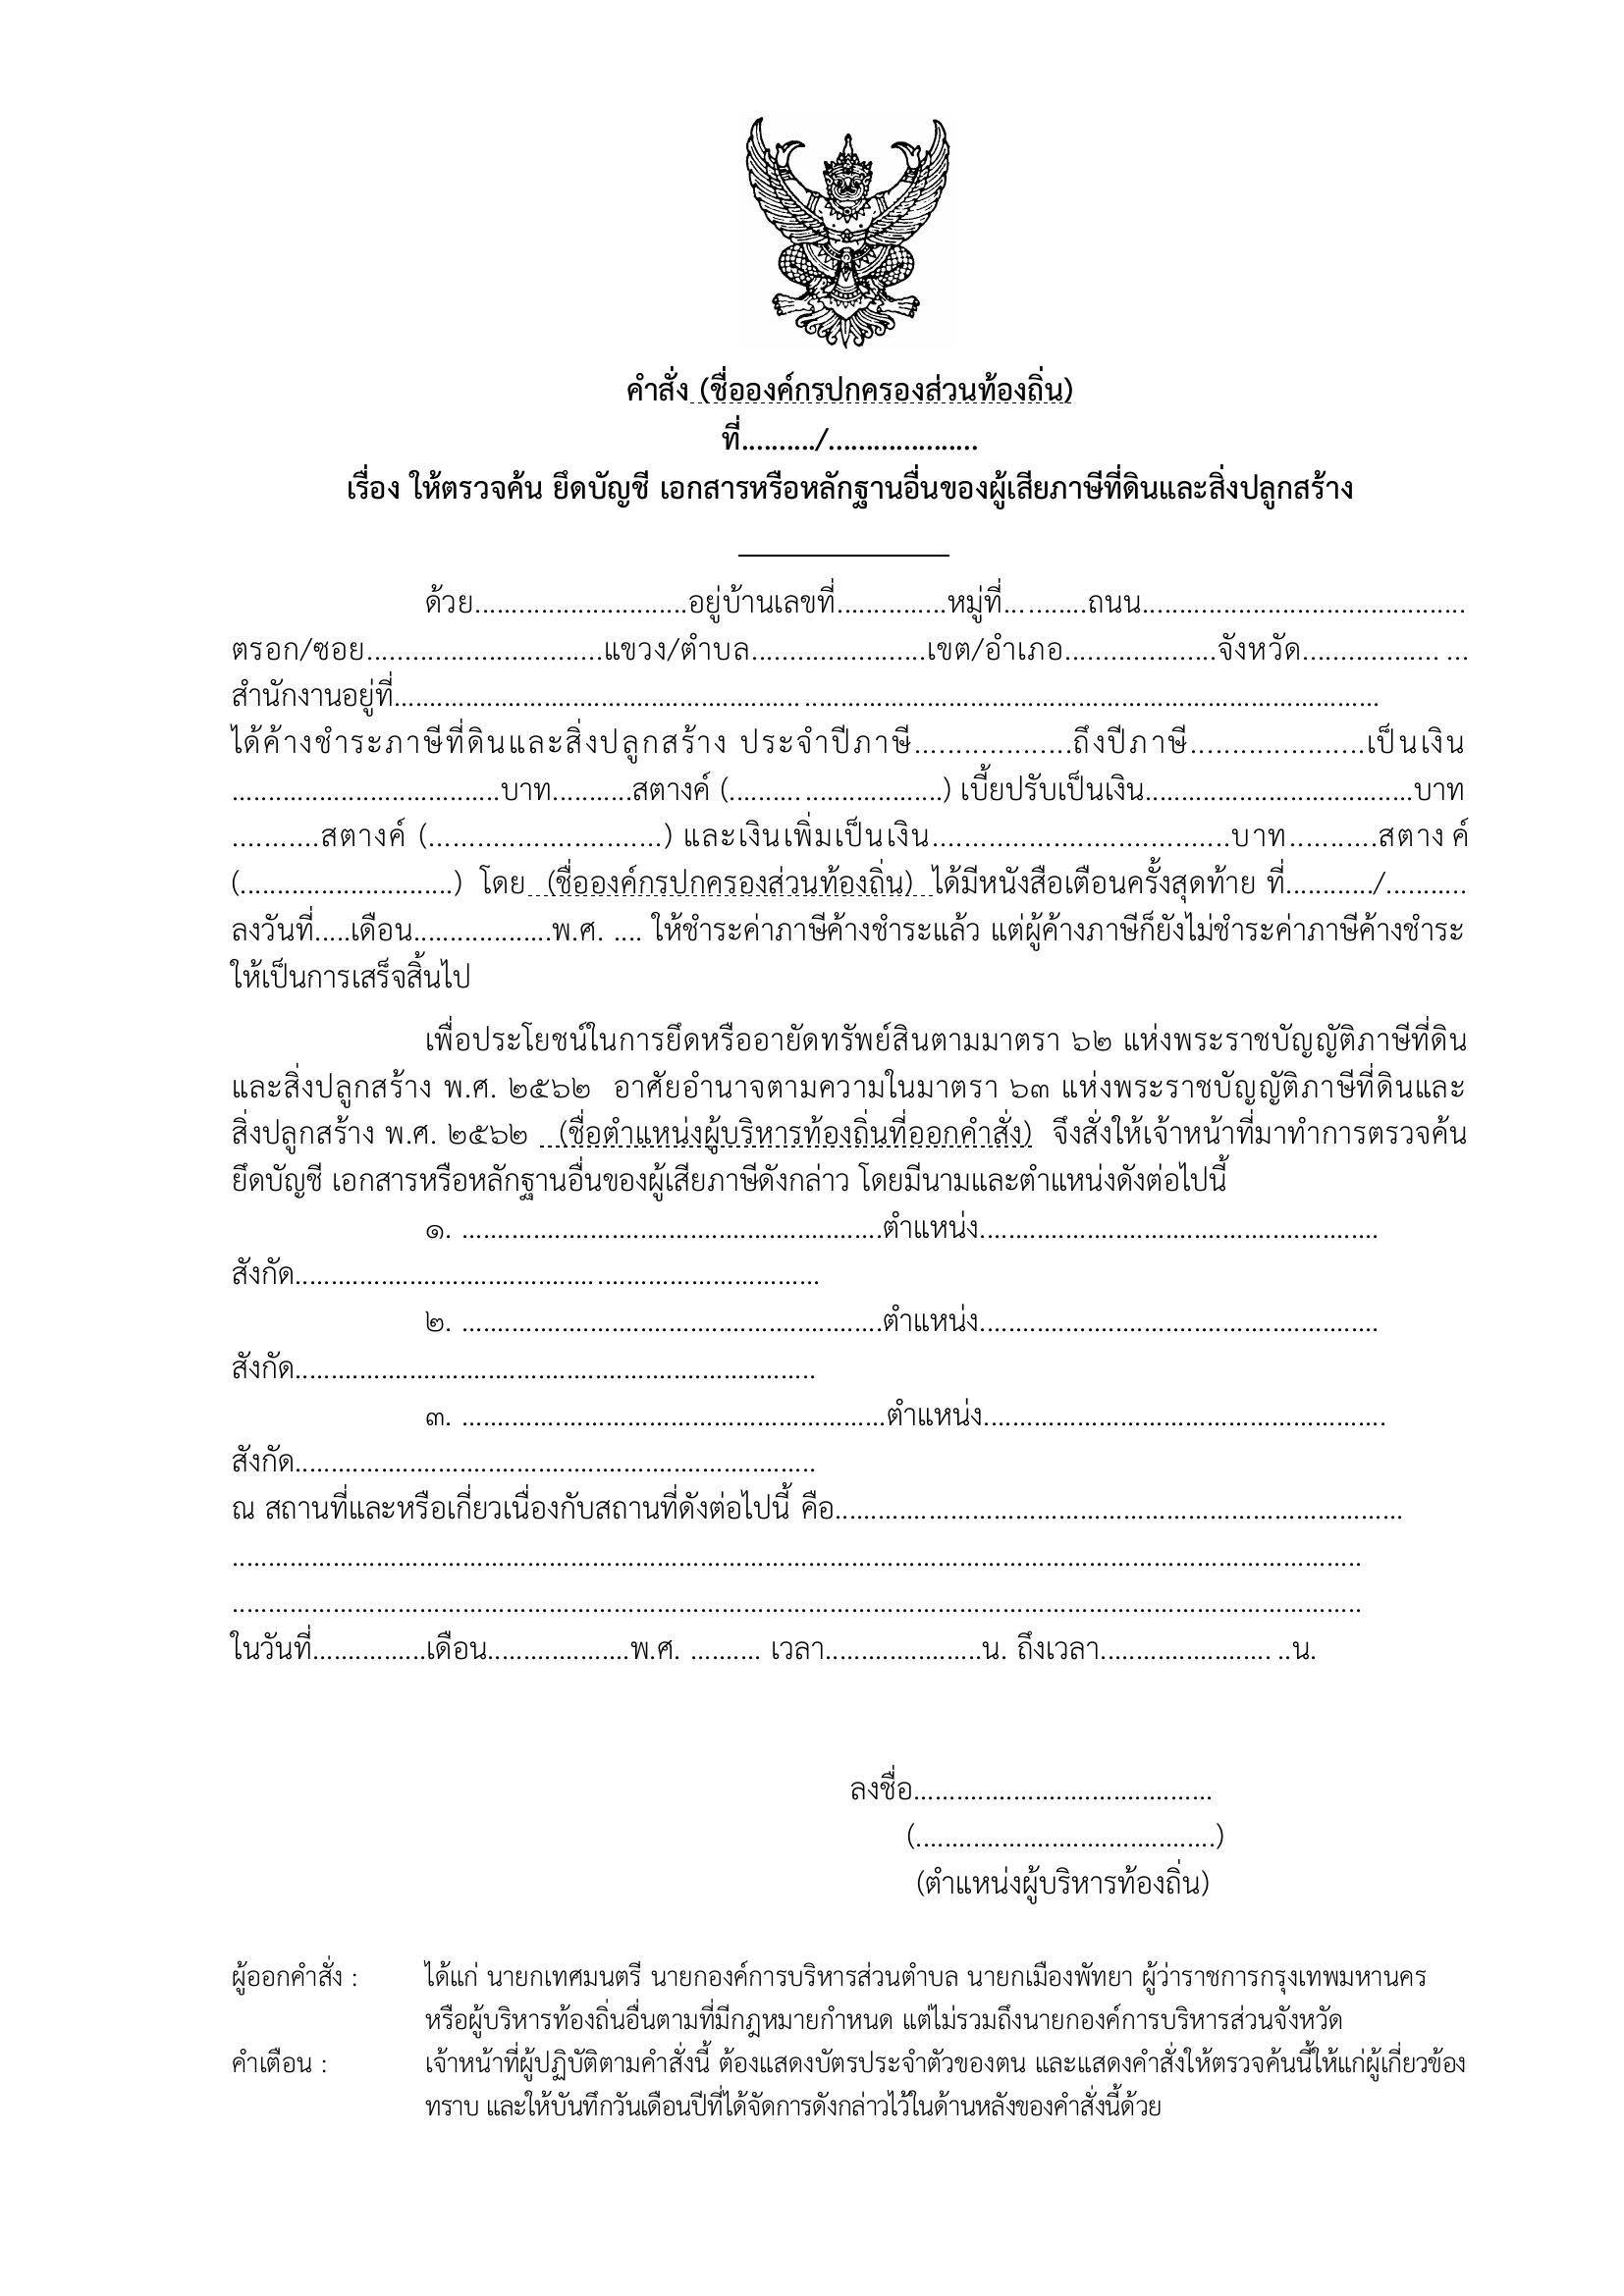 คำสั่ง (ชื่อองค์กรปกครองส่วนท้องถิ่น)
ที่........../....................
เรื่อง ให้ตรวจค้น ยึดบัญชี เอกสารหรือหลักฐานอื่นของผู้เสียภาษีที่ดินและสิ่งปลูกสร้าง
ด้วย.............................อยู่บ้านเลขที่...............หมู่ที่...........ถนน............................................
ตรอก/ซอย...............................แขวง/ตำบล.......................เขต/อำเภอ....................จังหวัด.....................
สำนักงานอยู่ที่.........................................................................................................................................
ได้ค้างชำระภาษีที่ดินและสิ่งปลูกสร้าง ประจำปีภาษี...................ถึงปีภาษี.....................เป็นเงิน
.....................................บาท...........สตางค์ (.............................) เบี้ยปรับเป็นเงิน.....................................บาท
...........สตางค์ (.............................) และเงินเพิ่มเป็นเงิน.....................................บาท...........สตางค์
(.............................) โดย (ชื่อองค์กรปกครองส่วนท้องถิ่น) ได้มีหนังสือเตือนครั้งสุดท้าย ที่............/...........
ลงวันที่.....เดือน...................พ.ศ. .... ให้ชำระค่าภาษีค้างชำระแล้ว แต่ผู้ค้างภาษีก็ยังไม่ชำระค่าภาษีค้างชำระ
ให้เป็นการเสร็จสิ้นไป
เพื่อประโยชน์ในการยึดหรืออายัดทรัพย์สินตามมาตรา ๖๒ แห่งพระราชบัญญัติภาษีที่ดิน
และสิ่งปลูกสร้าง พ.ศ. ๒๕๖๒ อาศัยอำนาจตามความในมาตรา ๖๓ แห่งพระราชบัญญัติภาษีที่ดินและ
สิ่งปลูกสร้าง พ.ศ. ๒๕๖๒ (ชื่อตำแหน่งผู้บริหารท้องถิ่นที่ออกคำสั่ง) จึงสั่งให้เจ้าหน้าที่มาทำการตรวจค้น
ยึดบัญชี เอกสารหรือหลักฐานอื่นของผู้เสียภาษีดังกล่าว โดยมีนามและตำแหน่งดังต่อไปนี้
๑. ...........................................................ตำแหน่ง........................................................
สังกัด.........................................................................
๒. ...........................................................ตำแหน่ง........................................................
สังกัด.........................................................................
๓. ...........................................................ตำแหน่ง........................................................
สังกัด.........................................................................
ณ สถานที่และหรือเกี่ยวเนื่องกับสถานที่ดังต่อไปนี้ คือ...............................................................................
.............................................................................................................................................................
.............................................................................................................................................................
ในวันที่................เดือน....................พ.ศ. .......... เวลา......................น. ถึงเวลา..........................น.
ลงชื่อ..........................................
(..........................................)
(ตำแหน่งผู้บริหารท้องถิ่น)
ผู้ออกคำสั่ง : ได้แก่ นายกเทศมนตรี นายกองค์การบริหารส่วนตำบล นายกเมืองพัทยา ผู้ว่าราชการกรุงเทพมหานคร
หรือผู้บริหารท้องถิ่นอื่นตามที่มีกฎหมายกำหนด แต่ไม่รวมถึงนายกองค์การบริหารส่วนจังหวัด
คำเตือน : เจ้าหน้าที่ผู้ปฏิบัติตามคำสั่งนี้ ต้องแสดงบัตรประจำตัวของตน และแสดงคำสั่งให้ตรวจค้นนี้ให้แก่ผู้เกี่ยวข้อง
ทราบ และให้บันทึกวันเดือนปีที่ได้จัดการดังกล่าวไว้ในด้านหลังของคำสั่งนี้ด้วย